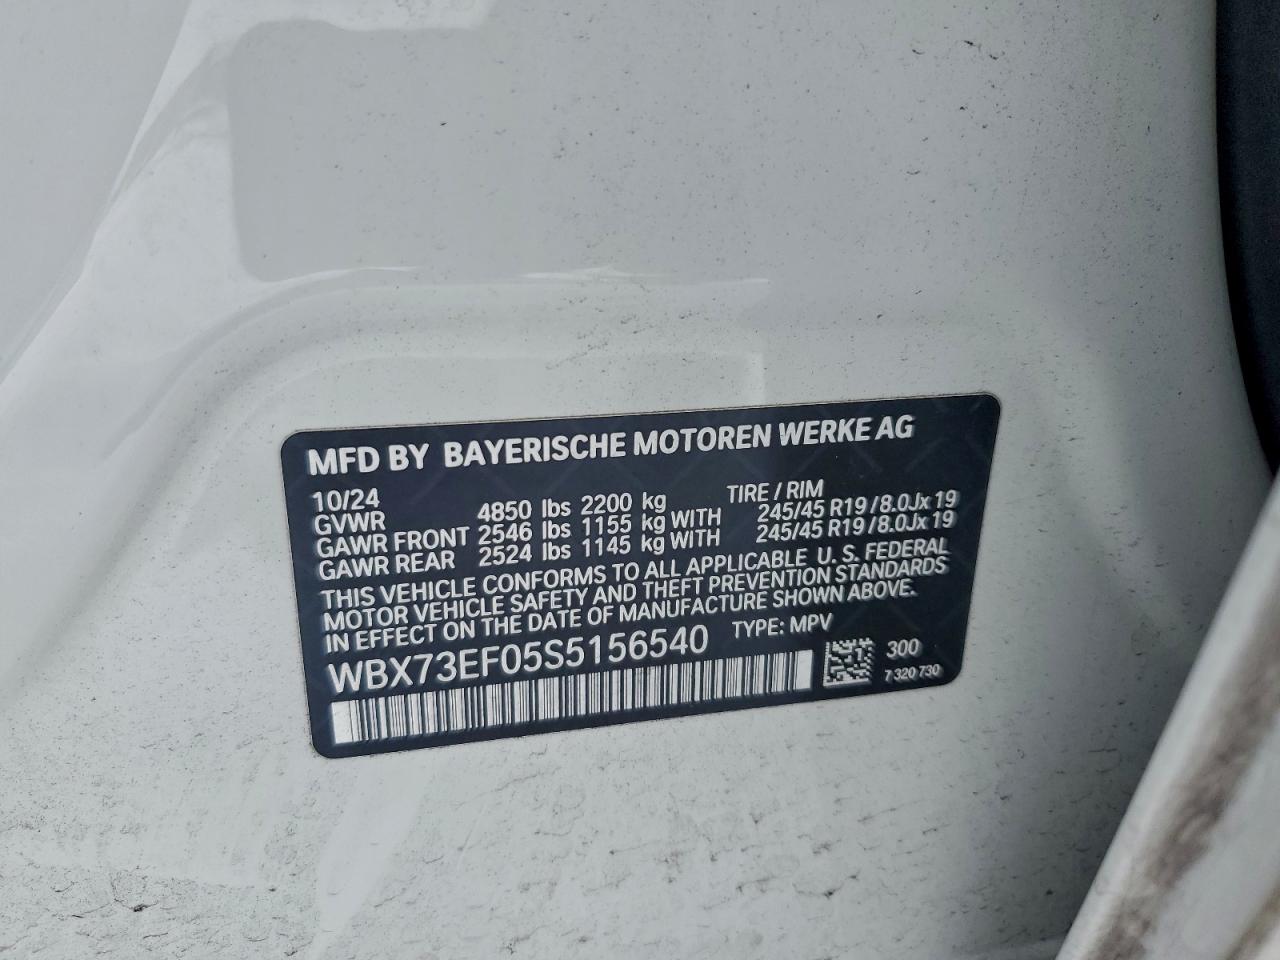 MFD BY BAYERISCHE MOTOREN WERKE AG
10/24 TIRE / RIM
GVWR 4850 lbs 2200 kg
GAWR FRONT 2546 lbs 1155 kg WITH 245/45 R19 / 8.0Jx 19
GAWR REAR 2524 lbs 1145 kg WITH 245/45 R19 / 8.0Jx 19
THIS VEHICLE CONFORMS TO ALL APPLICABLE U. S. FEDERAL
MOTOR VEHICLE SAFETY AND THEFT PREVENTION STANDARDS
IN EFFECT ON THE DATE OF MANUFACTURE SHOWN ABOVE.
WBX73EF05S5156540 TYPE: MPV
300
7 320 730